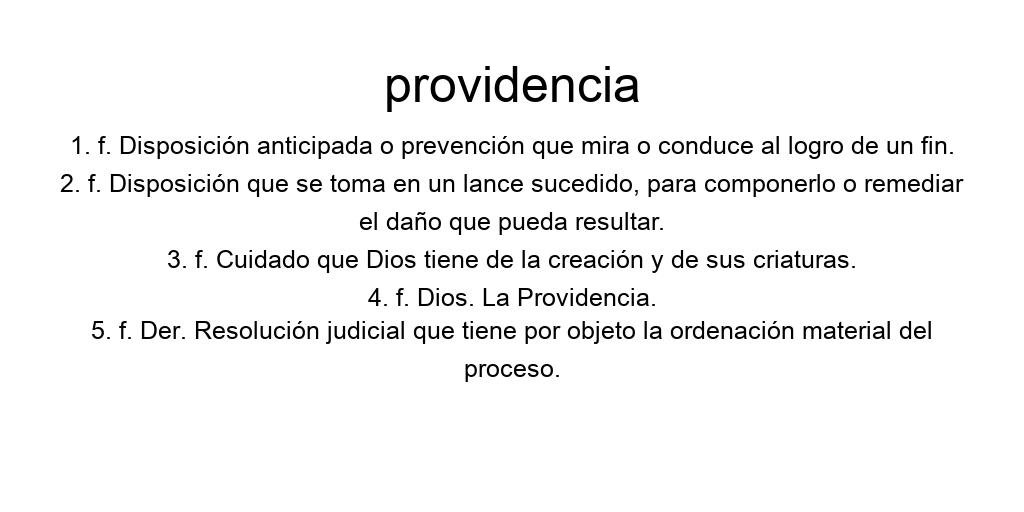 providencia
1. f. Disposición anticipada o prevención que mira o conduce al logro de un fin.
2. f. Disposición que se toma en un lance sucedido, para componerlo o remediar
el daño que pueda resultar.
3. f. Cuidado que Dios tiene de la creación y de sus criaturas.
4. f. Dios. La Providencia.
5. f. Der. Resolución judicial que tiene por objeto la ordenación material del
proceso.